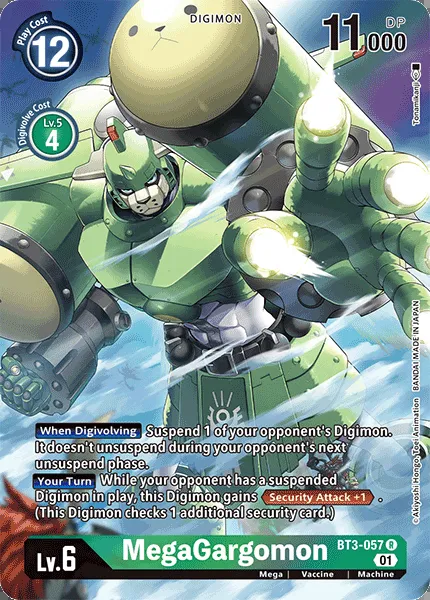 Play Cost
12
DIGIMON
11000
DP
Digivolve Cost
Lv.5
4
Tonamikanji
©Akiyoshi Hongo, Toei Animation BANDAI MADE IN JAPAN
When Digivolving Suspend 1 of your opponent's Digimon.
It doesn't unsuspend during your opponent's next
unsuspend phase.
Your Turn While your opponent has a suspended
Digimon in play, this Digimon gains Security Attack +1 .
(This Digimon checks 1 additional security card.)
Lv.6
MegaGargomon
BT3-057 R
01
Mega | Vaccine | Machine